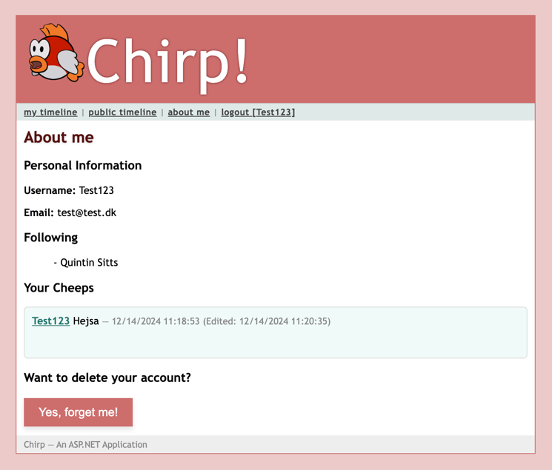 Chirp!
my timeline | public timeline | about me | logout [Test123]
About me
Personal Information
Username: Test123
Email: test@test.dk
Following
- Quintin Sitts
Your Cheeps
Test123 Hejsa — 12/14/2024 11:18:53 (Edited: 12/14/2024 11:20:35)
Want to delete your account?
Yes, forget me!
Chirp — An ASP.NET Application